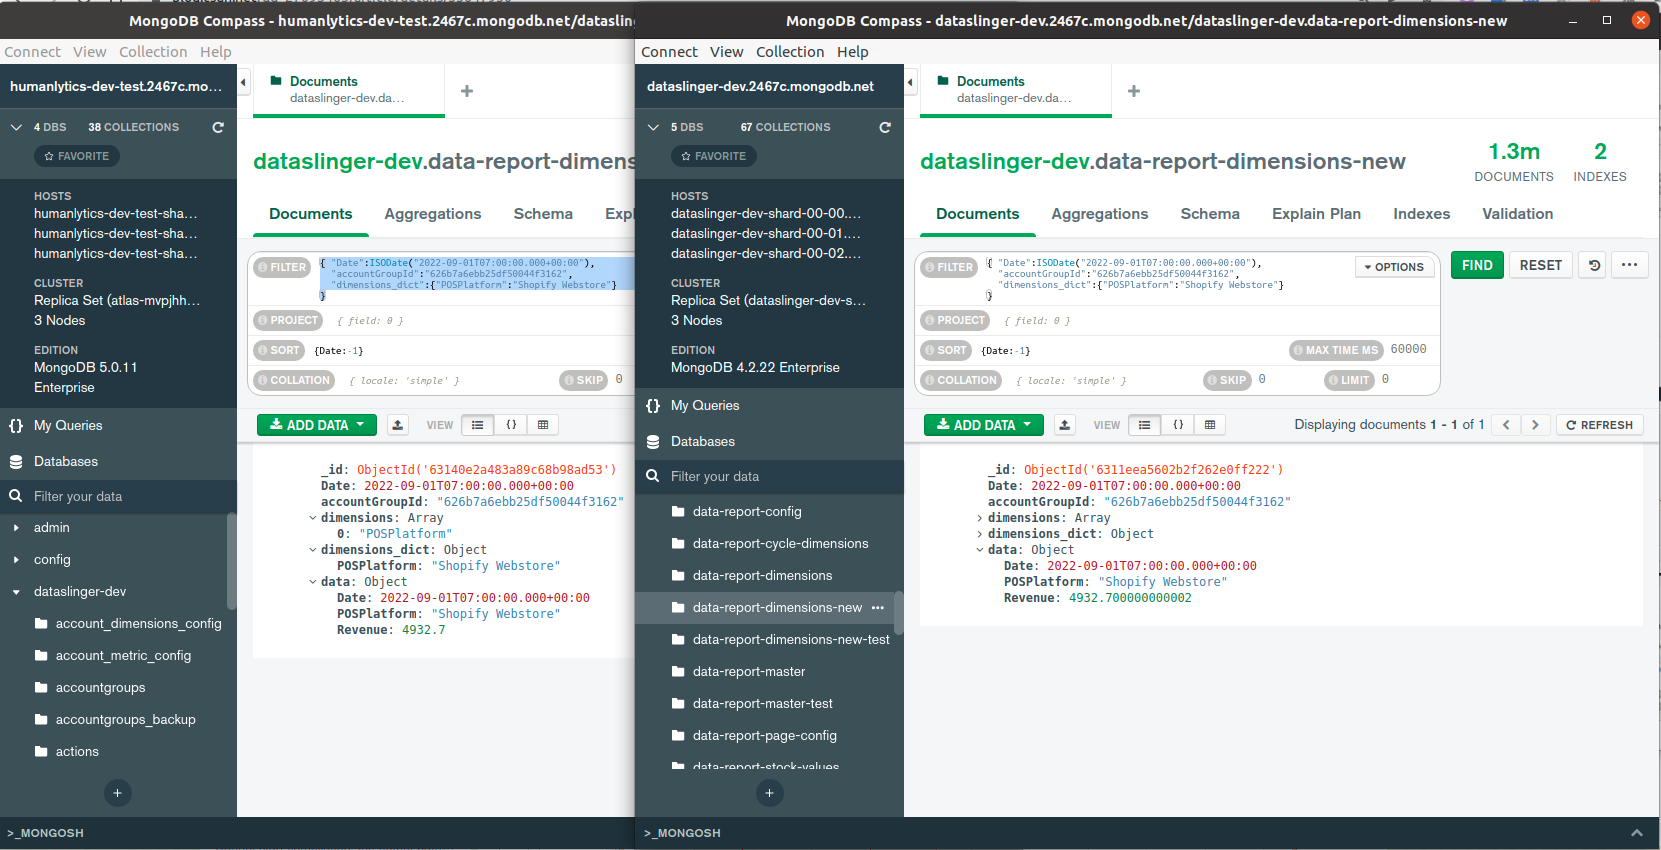 MongoDB Compass - humanlytics-dev-test.2467c.mongodb.net/datasling
Connect View Collection Help
humanlytics-dev-test.2467c.mo...
4 DBS 38 COLLECTIONS
FAVORITE
HOSTS
humanlytics-dev-test-sha...
humanlytics-dev-test-sha...
humanlytics-dev-test-sha...
CLUSTER
Replica Set (atlas-mvpjhh...
3 Nodes
EDITION
MongoDB 5.0.11
Enterprise
{} My Queries
Databases
Filter your data
admin
config
dataslinger-dev
account_dimensions_config
account_metric_config
accountgroups
accountgroups_backup
actions
+
>_MONGOSH
Documents
dataslinger-dev.da...
+
dataslinger-dev.data-report-dimens
Documents Aggregations Schema Expl
FILTER { "Date":ISODate("2022-09-01T07:00:00.000+00:00"),
"accountGroupId":"626b7a6ebb25df50044f3162",
"dimensions_dict":{"POSPlatform":"Shopify Webstore"}
}
PROJECT { field: 0 }
SORT {Date:-1}
COLLATION { locale: 'simple' } SKIP 0
ADD DATA VIEW {}
_id: ObjectId('63140e2a483a89c68b98ad53')
Date: 2022-09-01T07:00:00.000+00:00
accountGroupId: "626b7a6ebb25df50044f3162"
dimensions: Array
0: "POSPlatform"
dimensions_dict: Object
POSPlatform: "Shopify Webstore"
data: Object
Date: 2022-09-01T07:00:00.000+00:00
POSPlatform: "Shopify Webstore"
Revenue: 4932.7
MongoDB Compass - dataslinger-dev.2467c.mongodb.net/dataslinger-dev.data-report-dimensions-new
Connect View Collection Help
dataslinger-dev.2467c.mongodb.net
5 DBS 67 COLLECTIONS
FAVORITE
HOSTS
dataslinger-dev-shard-00-00....
dataslinger-dev-shard-00-01....
dataslinger-dev-shard-00-02....
CLUSTER
Replica Set (dataslinger-dev-s...
3 Nodes
EDITION
MongoDB 4.2.22 Enterprise
{} My Queries
Databases
Filter your data
data-report-config
data-report-cycle-dimensions
data-report-dimensions
data-report-dimensions-new ...
data-report-dimensions-new-test
data-report-master
data-report-master-test
data-report-page-config
data-report-stock-values
+
>_MONGOSH
Documents
dataslinger-dev.da...
+
dataslinger-dev.data-report-dimensions-new
1.3m DOCUMENTS
2 INDEXES
Documents Aggregations Schema Explain Plan Indexes Validation
FILTER { "Date":ISODate("2022-09-01T07:00:00.000+00:00"),
"accountGroupId":"626b7a6ebb25df50044f3162",
"dimensions_dict":{"POSPlatform":"Shopify Webstore"}
}
OPTIONS FIND RESET ...
PROJECT { field: 0 }
SORT {Date:-1} MAX TIME MS 60000
COLLATION { locale: 'simple' } SKIP 0 LIMIT 0
ADD DATA VIEW {} Displaying documents 1 - 1 of 1 < > REFRESH
_id: ObjectId('6311eea5602b2f262e0ff222')
Date: 2022-09-01T07:00:00.000+00:00
accountGroupId: "626b7a6ebb25df50044f3162"
dimensions: Array
dimensions_dict: Object
data: Object
Date: 2022-09-01T07:00:00.000+00:00
POSPlatform: "Shopify Webstore"
Revenue: 4932.700000000002